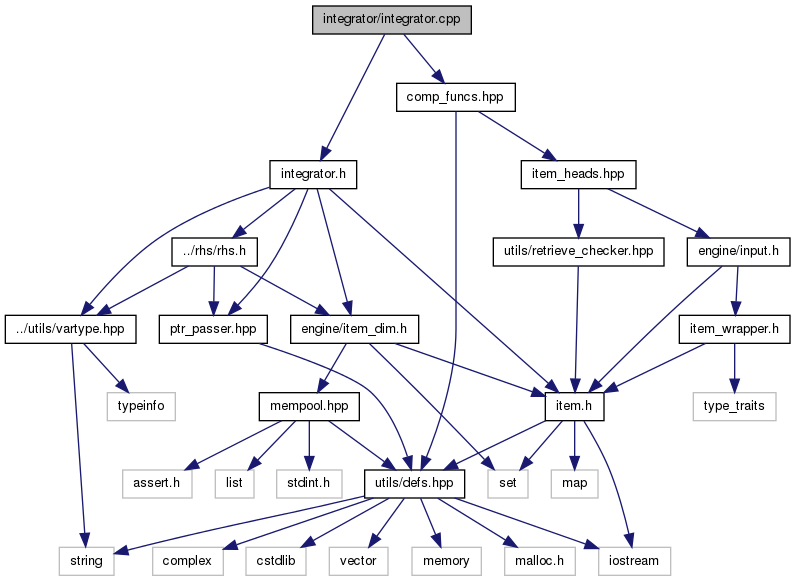 integrator/integrator.cpp
comp_funcs.hpp
integrator.h
item_heads.hpp
../rhs/rhs.h
utils/retrieve_checker.hpp
engine/input.h
../utils/vartype.hpp
ptr_passer.hpp
engine/item_dim.h
item_wrapper.h
typeinfo
mempool.hpp
item.h
type_traits
assert.h
list
stdint.h
utils/defs.hpp
set
map
string
complex
cstdlib
vector
memory
malloc.h
iostream